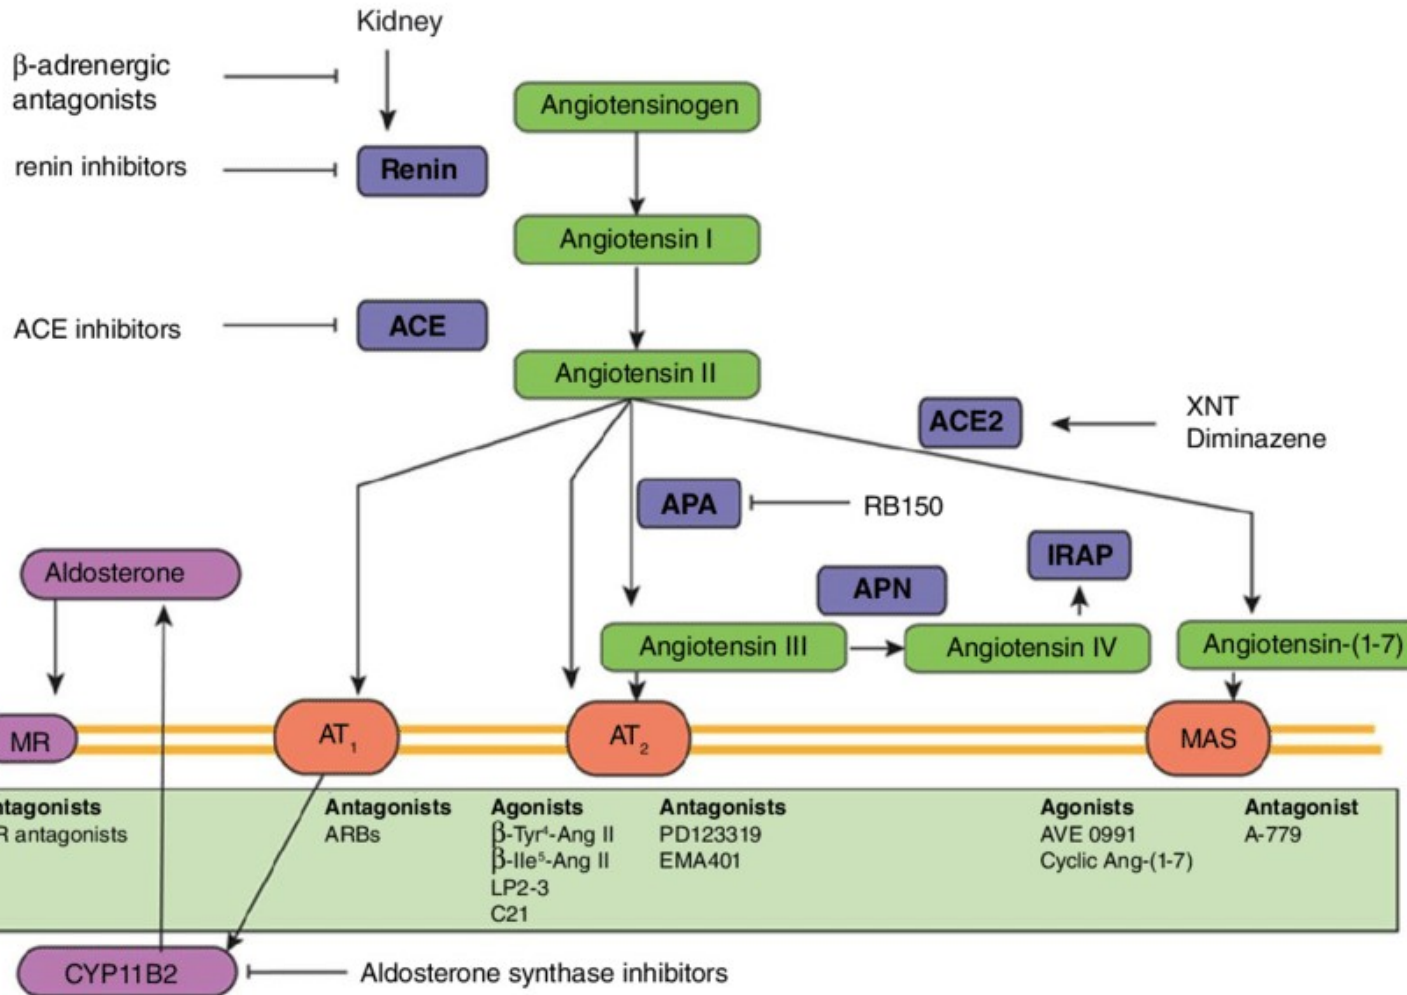 Kidney
β-adrenergic
antagonists
Angiotensinogen
renin inhibitors
Renin
Angiotensin I
ACE inhibitors
ACE
Angiotensin II
ACE2
XNT
Diminazene
APA
RB150
IRAP
Aldosterone
APN
Angiotensin III
Angiotensin IV
Angiotensin-(1-7)
MR
AT₁
AT₂
MAS
ntagonists
R antagonists
Antagonists
ARBs
Agonists
β-Tyr⁴-Ang II
β-Ile⁵-Ang II
LP2-3
C21
Antagonists
PD123319
EMA401
Agonists
AVE 0991
Cyclic Ang-(1-7)
Antagonist
A-779
CYP11B2
Aldosterone synthase inhibitors